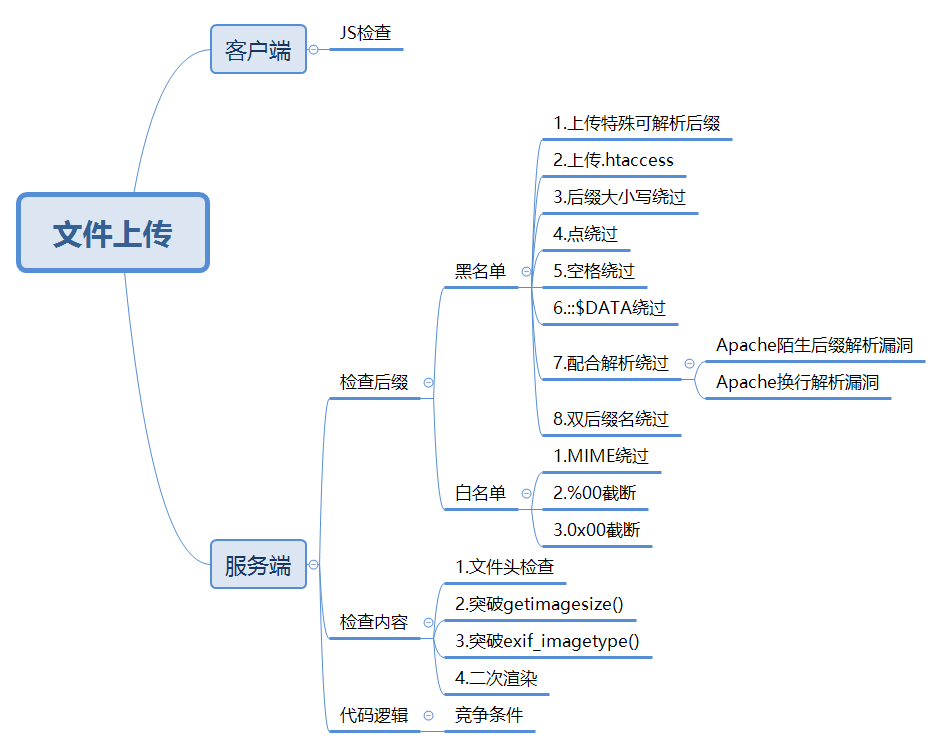 文件上传
客户端
JS检查
服务端
检查后缀
黑名单
1.上传特殊可解析后缀
2.上传.htaccess
3.后缀大小写绕过
4.点绕过
5.空格绕过
6.::$DATA绕过
7.配合解析绕过
Apache陌生后缀解析漏洞
Apache换行解析漏洞
8.双后缀名绕过
白名单
1.MIME绕过
2.%00截断
3.0x00截断
检查内容
1.文件头检查
2.突破getimagesize()
3.突破exif_imagetype()
4.二次渲染
代码逻辑
竞争条件